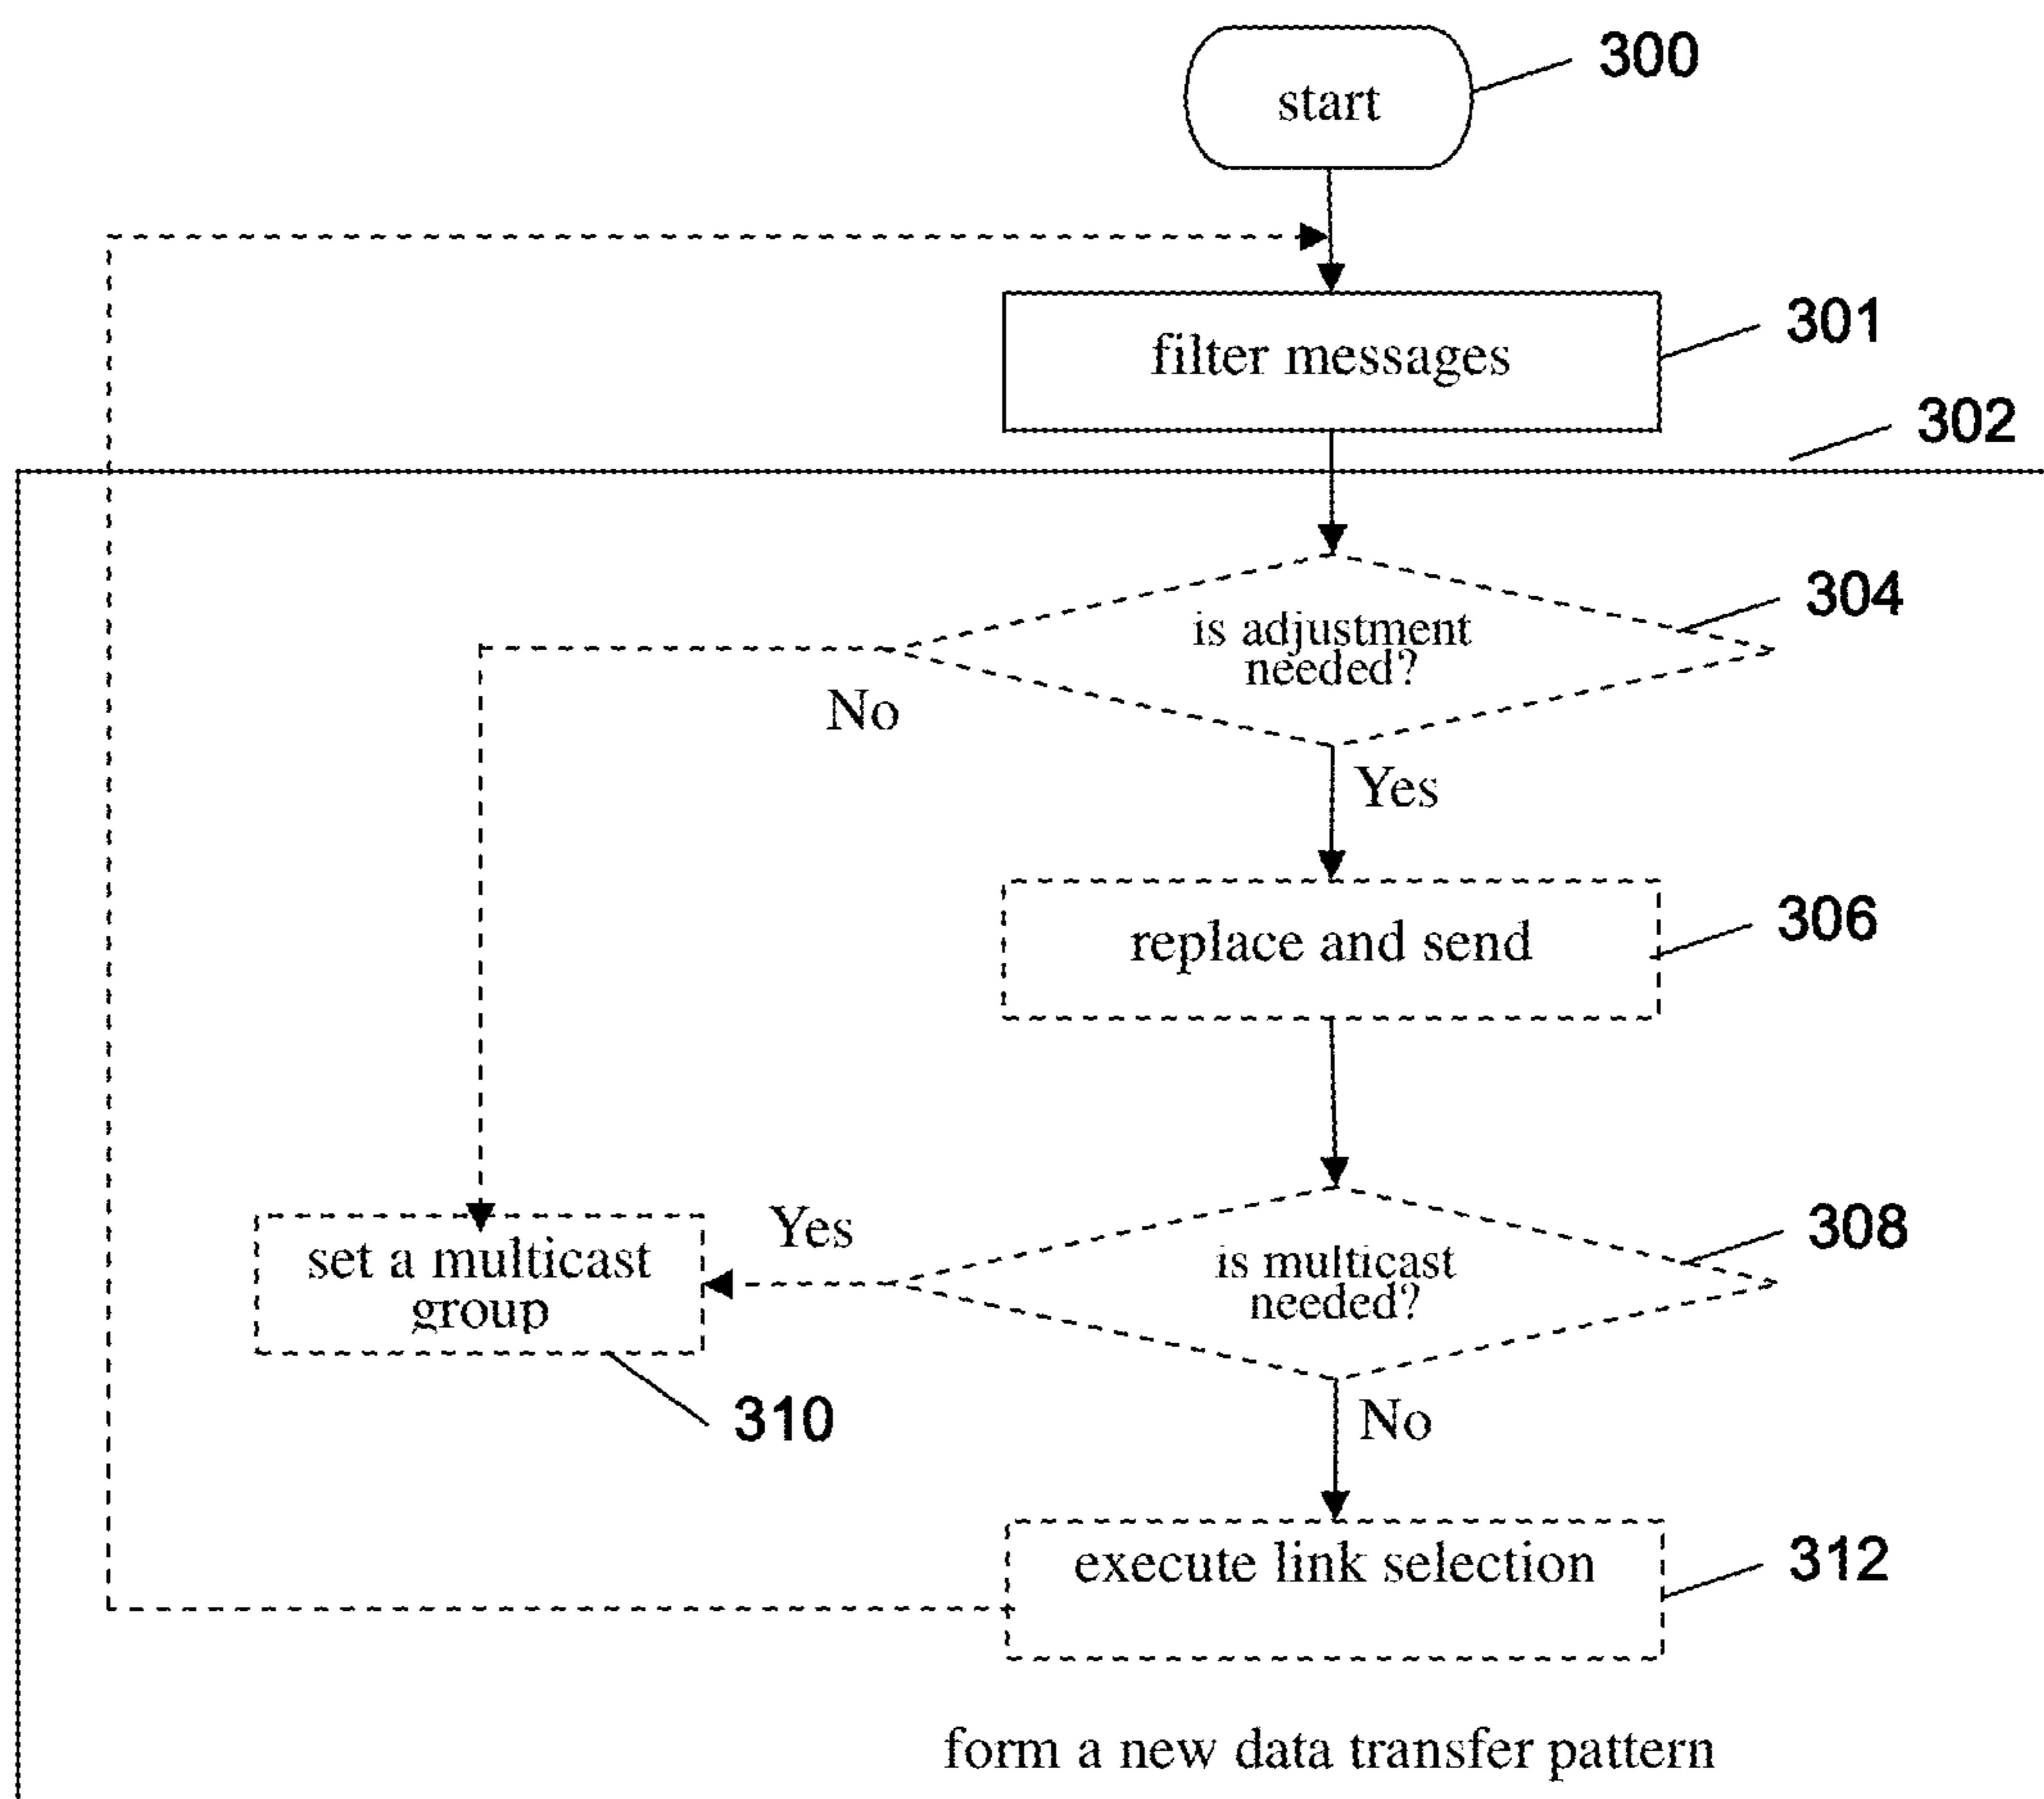 start
300
filter messages
301
302
is adjustment
needed?
304
No
Yes
replace and send
306
Yes
set a multicast
group
is multicast
needed?
308
310
No
execute link selection
312
form a new data transfer pattern